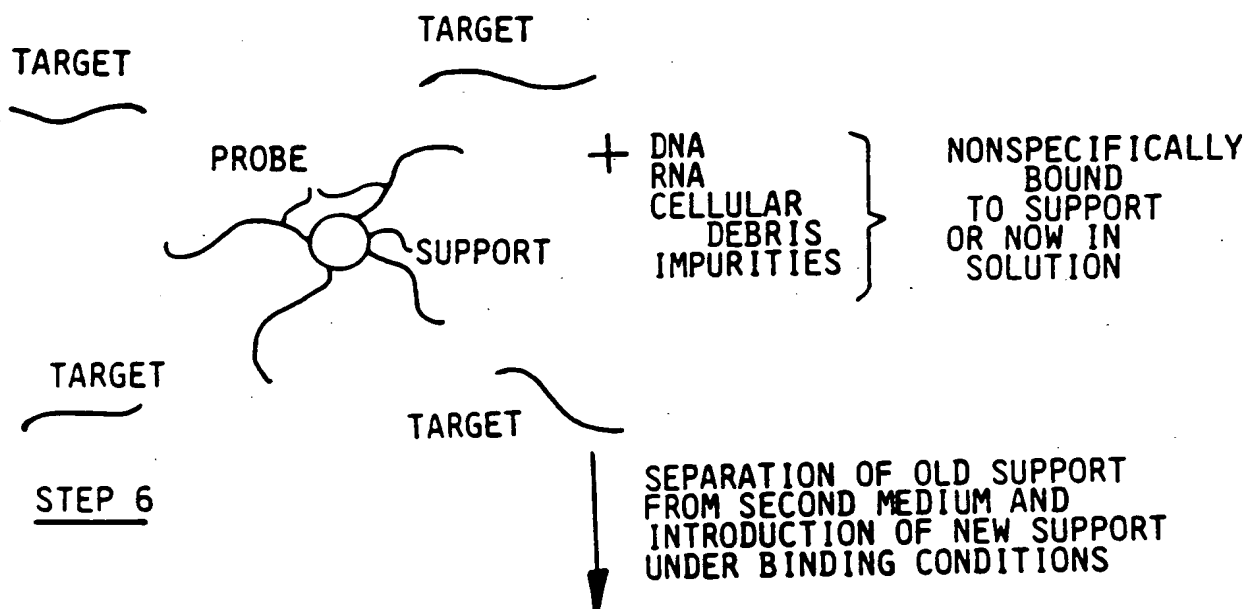 TARGET
TARGET
PROBE
SUPPORT
+ DNA
RNA
CELLULAR
DEBRIS
IMPURITIES
NONSPECIFICALLY
BOUND
TO SUPPORT
OR NOW IN
SOLUTION
TARGET
TARGET
STEP 6
SEPARATION OF OLD SUPPORT
FROM SECOND MEDIUM AND
INTRODUCTION OF NEW SUPPORT
UNDER BINDING CONDITIONS